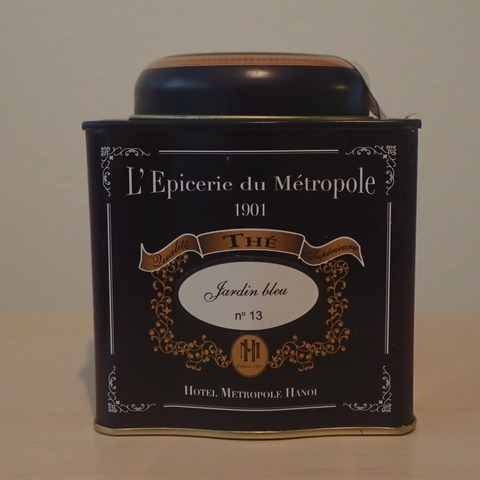 L'Epicerie du Métropole
1901
Qualité THÉ Supérieure
Jardin bleu
nº 13
HOTEL METROPOLE HANOI